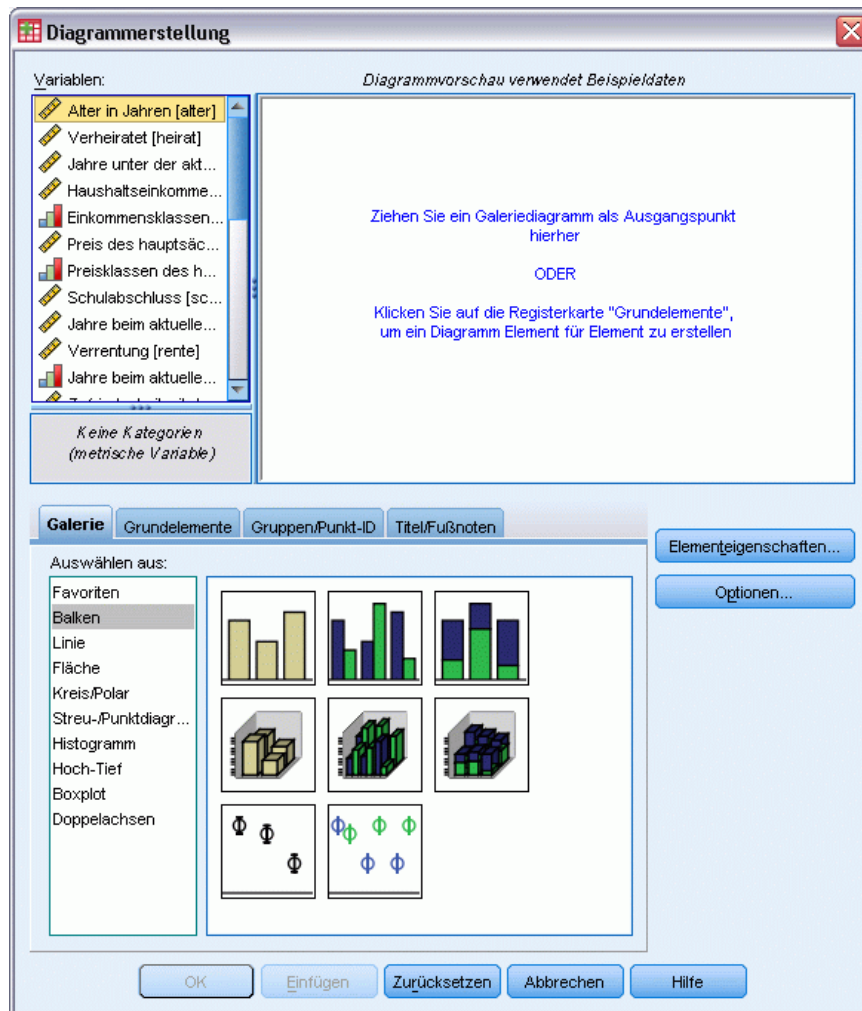 Diagrammerstellung
Variablen:
Diagrammvorschau verwendet Beispieldaten
Alter in Jahren [alter]
Verheiratet [heirat]
Jahre unter der akt...
Haushaltseinkomme...
Einkommensklassen...
Preis des hauptsäc...
Preisklassen des h...
Schulabschluss [sc...
Jahre beim aktuelle...
Verrentung [rente]
Jahre beim aktuelle...
Ziehen Sie ein Galeriediagramm als Ausgangspunkt
hierher
ODER
Klicken Sie auf die Registerkarte "Grundelemente",
um ein Diagramm Element für Element zu erstellen
Keine Kategorien
(metrische Variable)
Galerie
Grundelemente
Gruppen/Punkt-ID
Titel/Fußnoten
Elementeigenschaften...
Optionen...
Auswählen aus:
Favoriten
Balken
Linie
Fläche
Kreis/Polar
Streu-/Punktdiagr...
Histogramm
Hoch-Tief
Boxplot
Doppelachsen
OK
Einfügen
Zurücksetzen
Abbrechen
Hilfe